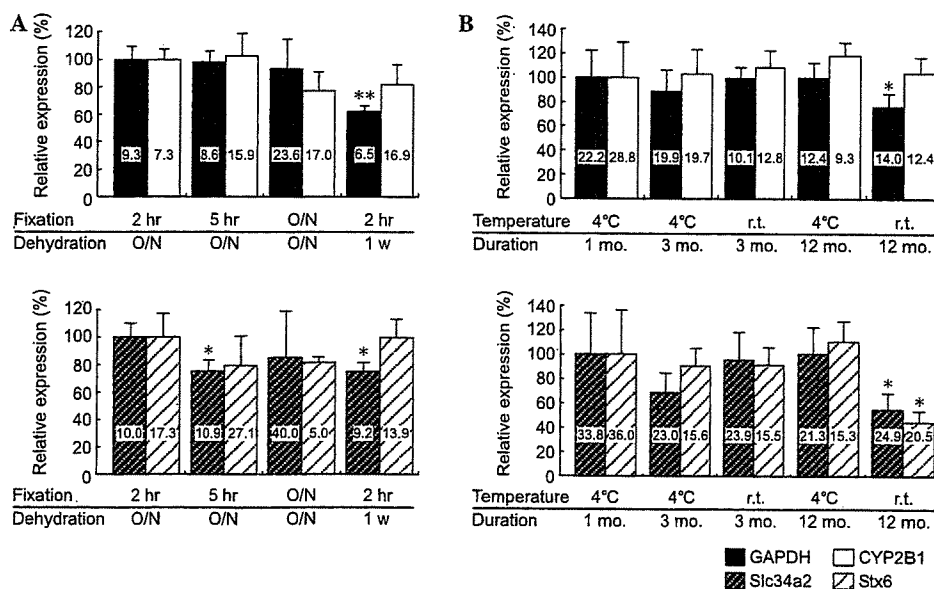 A
Relative expression (%)
120
100
80
60
40
20
0
**
9.3 7.3 8.6 15.9 23.6 17.0 6.5 16.9
Fixation 2 hr 5 hr O/N 2 hr
Dehydration O/N O/N O/N 1 w
Relative expression (%)
120
100
80
60
40
20
0
* *
10.0 17.3 10.9 27.1 40.0 5.0 9.2 13.9
Fixation 2 hr 5 hr O/N 2 hr
Dehydration O/N O/N O/N 1 w
B
Relative expression (%)
140
120
100
80
60
40
20
0
*
22.2 28.8 19.9 19.7 10.1 12.8 12.4 9.3 14.0 12.4
Temperature 4°C 4°C r.t. 4°C r.t.
Duration 1 mo. 3 mo. 3 mo. 12 mo. 12 mo.
Relative expression (%)
140
120
100
80
60
40
20
0
* *
33.8 36.0 23.0 15.6 23.9 15.5 21.3 15.3 24.9 20.5
Temperature 4°C 4°C r.t. 4°C r.t.
Duration 1 mo. 3 mo. 3 mo. 12 mo. 12 mo.
GAPDH CYP2B1
Slc34a2 Stx6